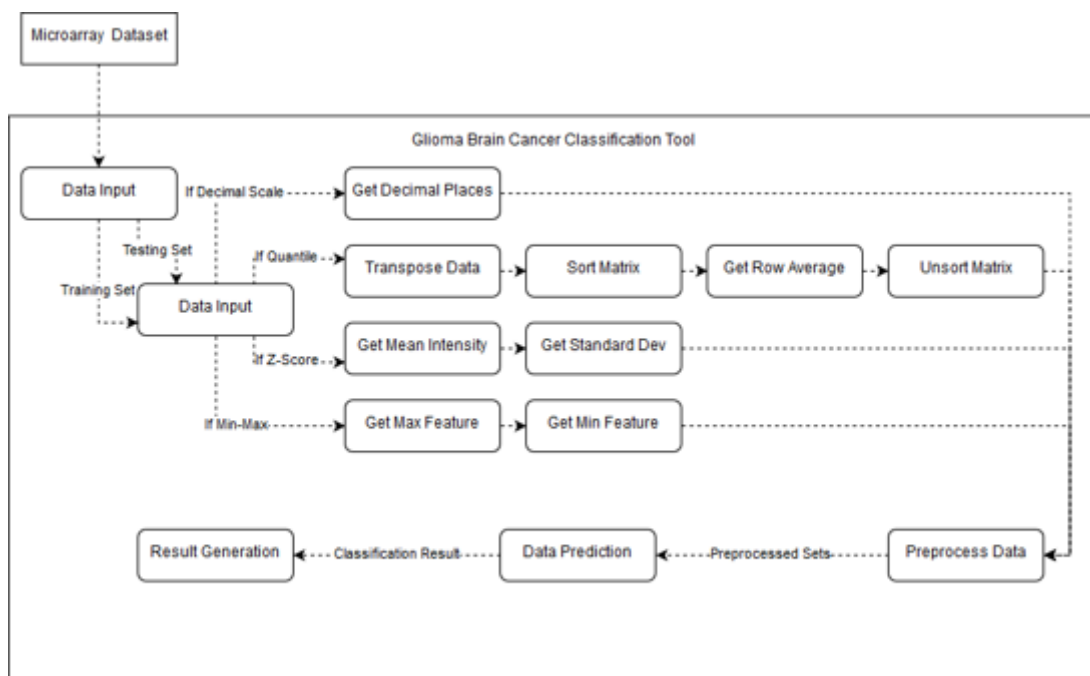 Microarray Dataset
Glioma Brain Cancer Classification Tool
Data Input
If Decimal Scale
Get Decimal Places
Testing Set
If Quantile
Transpose Data
Sort Matrix
Get Row Average
Unsort Matrix
Training Set
Data Input
If Z-Score
Get Mean Intensity
Get Standard Dev
If Min-Max
Get Max Feature
Get Min Feature
Result Generation
Classification Result
Data Prediction
Preprocessed Sets
Preprocess Data